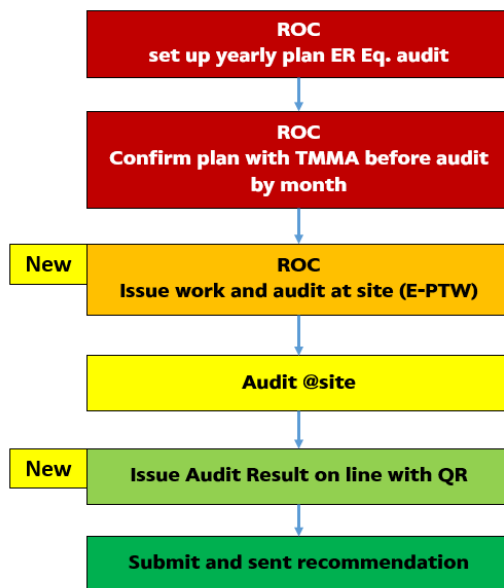 ROC
set up yearly plan ER Eq. audit
ROC
Confirm plan with TMMA before audit
by month
New
ROC
Issue work and audit at site (E-PTW)
Audit @site
New
Issue Audit Result on line with QR
Submit and sent recommendation